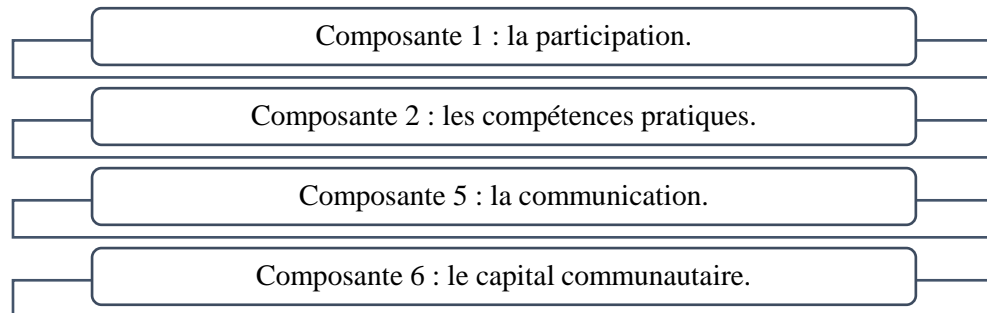 Composante 1 : la participation.
Composante 2 : les compétences pratiques.
Composante 5 : la communication.
Composante 6 : le capital communautaire.